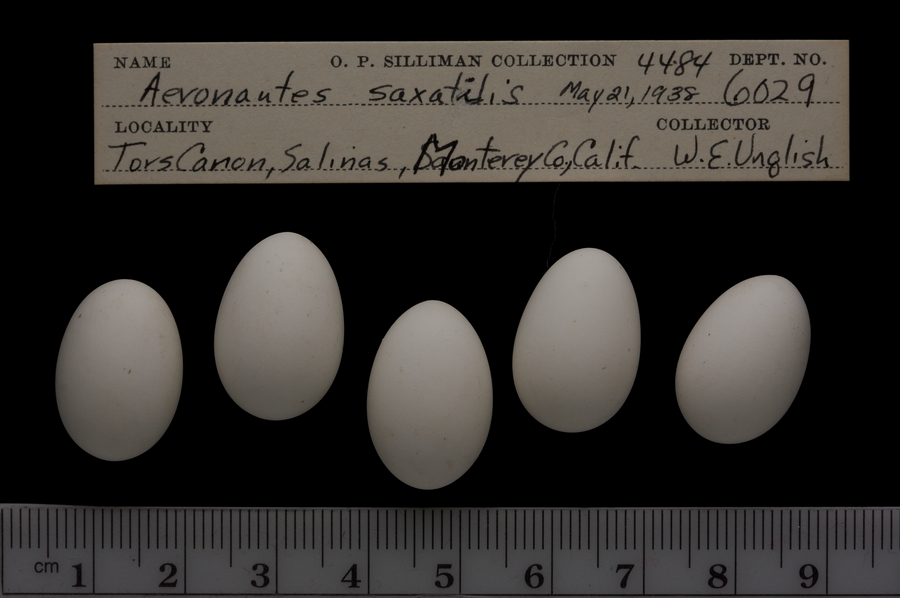 NAME O. P. SILLIMAN COLLECTION 4484 DEPT. NO.
Aeronautes saxatilis May 21, 1938 6029
LOCALITY COLLECTOR
Tors Canon, Salinas, Monterey Co, Calif. W. E. Unglish
cm 1 2 3 4 5 6 7 8 9